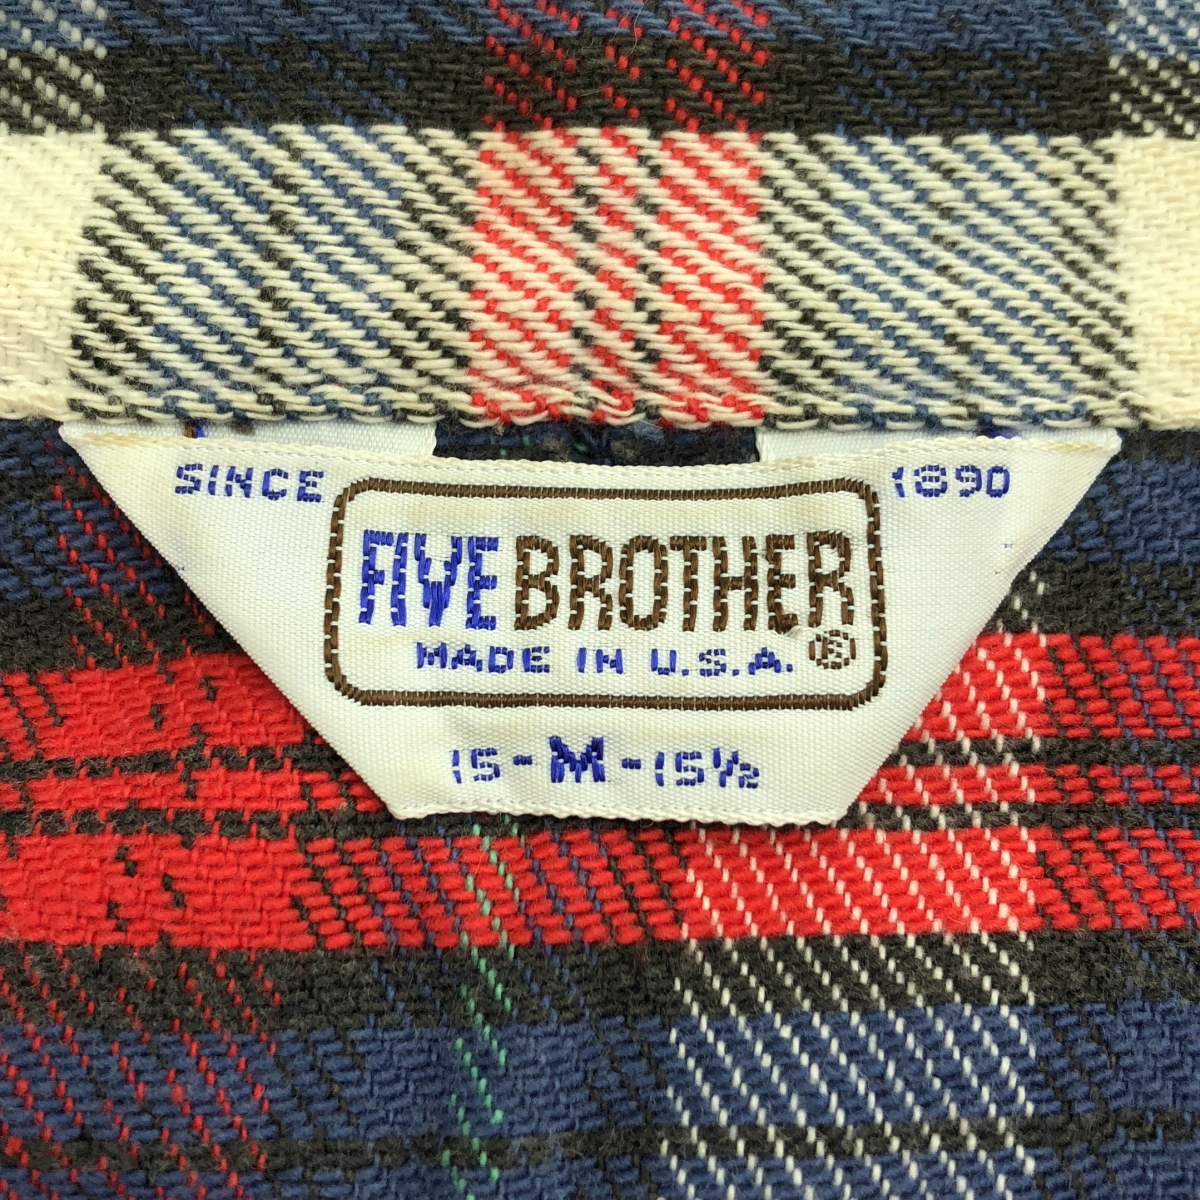 SINCE 1890
FIVE BROTHER
MADE IN U.S.A. ®
15-M-15½